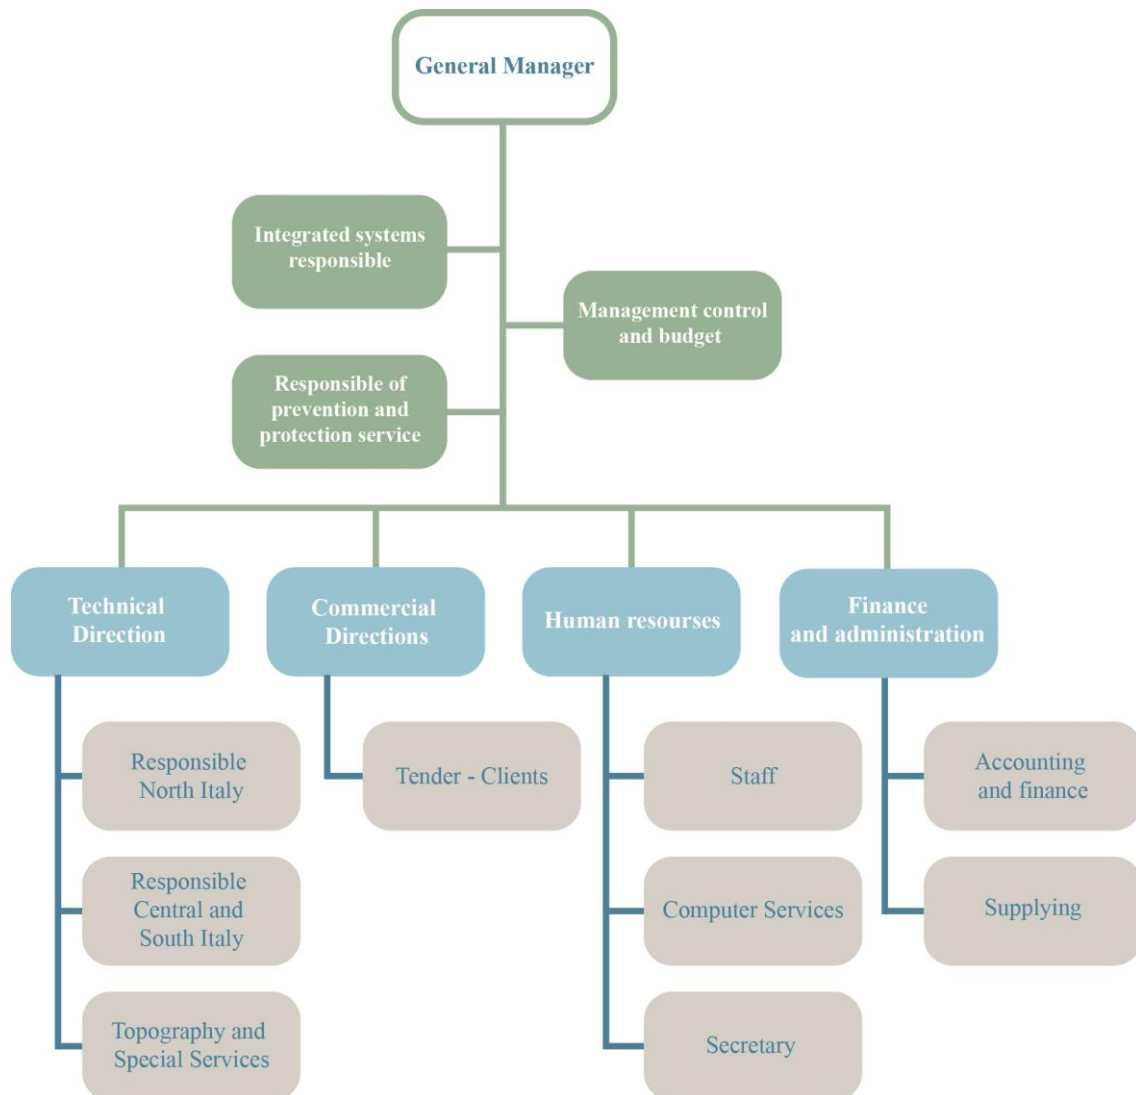 General Manager
Integrated systems
responsible
Management control
and budget
Responsible of
prevention and
protection service
Technical
Direction
Commercial
Directions
Human resourses
Finance
and administration
Responsible
North Italy
Tender - Clients
Staff
Accounting
and finance
Responsible
Central and
South Italy
Computer Services
Supplying
Topography and
Special Services
Secretary